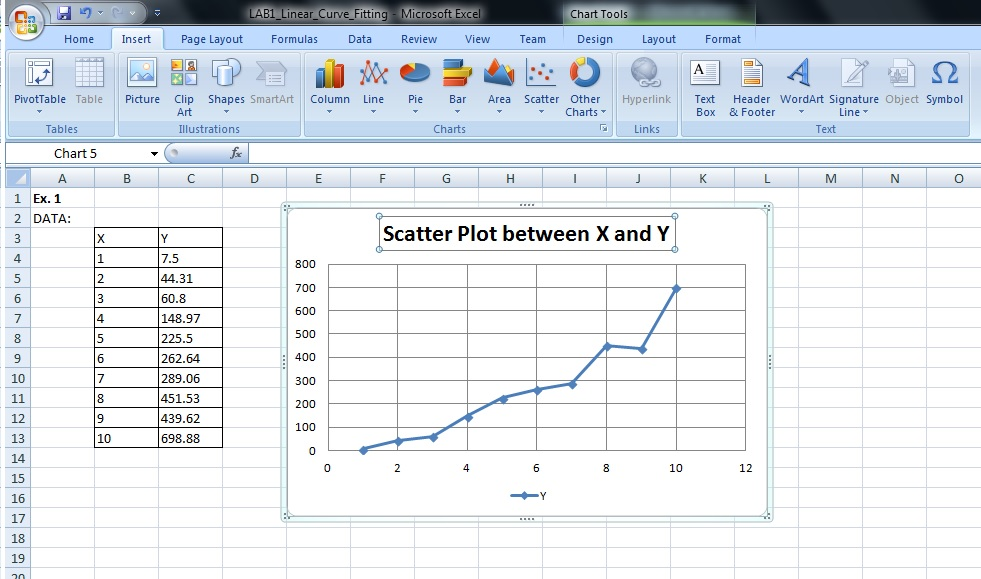 LAB1_Linear_Curve_Fitting - Microsoft Excel
Chart Tools
Home Insert Page Layout Formulas Data Review View Team Design Layout Format
PivotTable Table Picture Clip Art Shapes SmartArt Column Line Pie Bar Area Scatter Other Charts Hyperlink Text Box Header & Footer WordArt Signature Line Object Symbol
Tables Illustrations Charts Links Text
Chart 5 fx
A B C D E F G H I J K L M N O
1 Ex. 1
2 DATA:
3 X Y
4 1 7.5
5 2 44.31
6 3 60.8
7 4 148.97
8 5 225.5
9 6 262.64
10 7 289.06
11 8 451.53
12 9 439.62
13 10 698.88
14
15
16
17
18
19
20
Scatter Plot between X and Y
800
700
600
500
400
300
200
100
0
0 2 4 6 8 10 12
Y